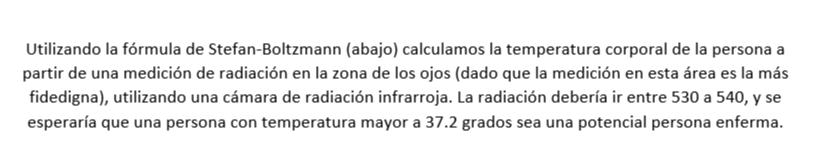 Utilizando la fórmula de Stefan-Boltzmann (abajo) calculamos la temperatura corporal de la persona a
partir de una medición de radiación en la zona de los ojos (dado que la medición en esta área es la más
fidedigna), utilizando una cámara de radiación infrarroja. La radiación debería ir entre 530 a 540, y se
esperaría que una persona con temperatura mayor a 37.2 grados sea una potencial persona enferma.